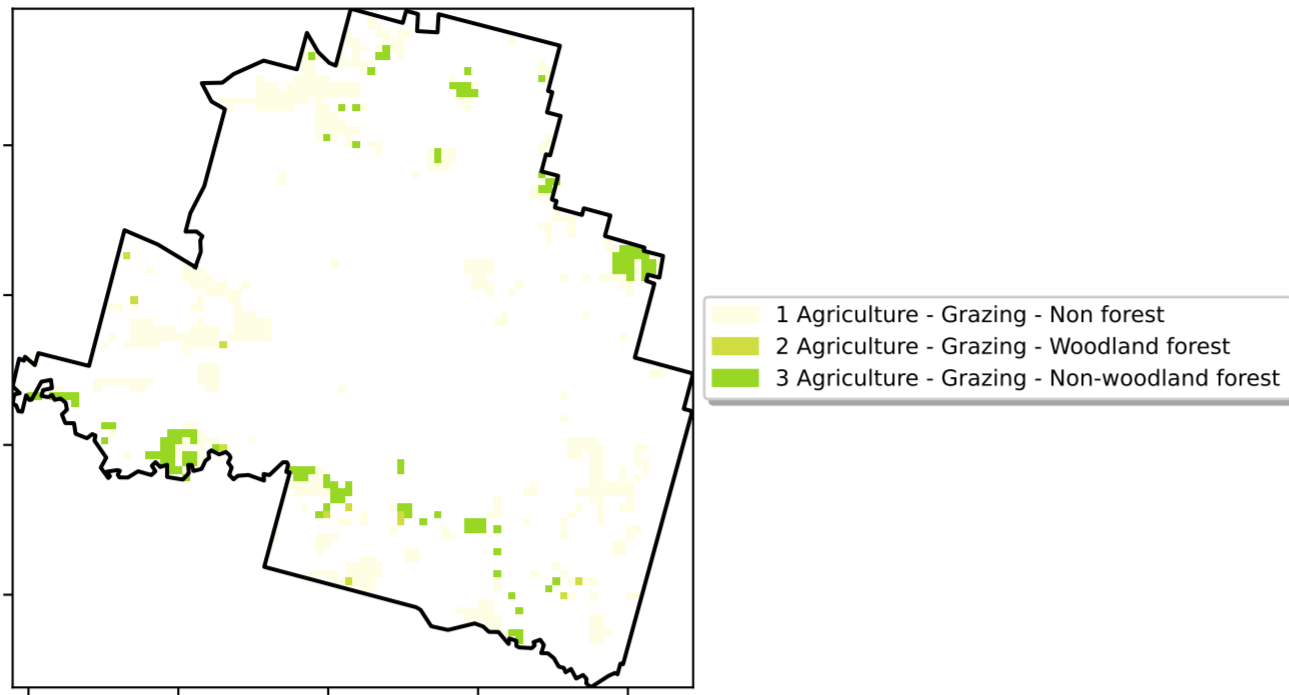 1 Agriculture - Grazing - Non forest
2 Agriculture - Grazing - Woodland forest
3 Agriculture - Grazing - Non-woodland forest